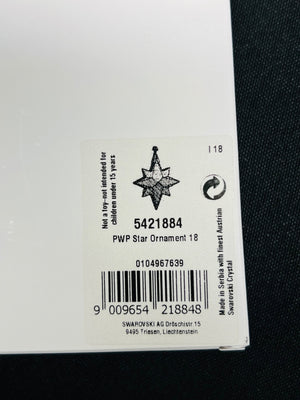 Not a toy-not intended for
children under 15 years
I 18
5421884
PWP Star Ornament 18
0104967639
9 009654 218848
SWAROVSKI AG Dröschistr.15
9495 Triesen, Liechtenstein
Made in Serbia with finest Austrian
Swarovski Crystal